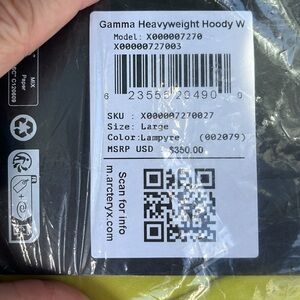 Gamma Heavyweight Hoody W
Model: X000007270
X00000727003
SKU : X000007270027
Size: Large
Color:Lampyre (002079)
MSRP USD $350.00
Scan for info
m.arcteryx.com
MIX
Paper